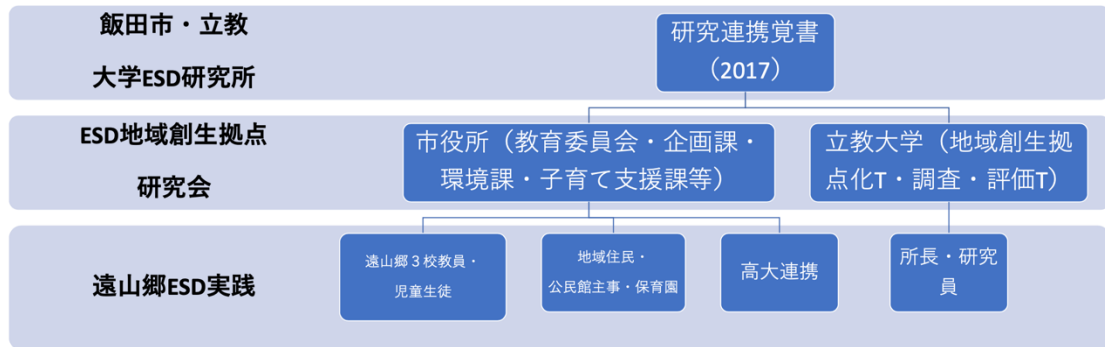 飯田市・立教
大学ESD研究所
研究連携覚書
（2017）
ESD地域創生拠点
研究会
市役所（教育委員会・企画課・
環境課・子育て支援課等）
立教大学（地域創生拠
点化T・調査・評価T）
遠山郷ESD実践
遠山郷３校教員・
児童生徒
地域住民・
公民館主事・保育園
高大連携
所長・研究
員